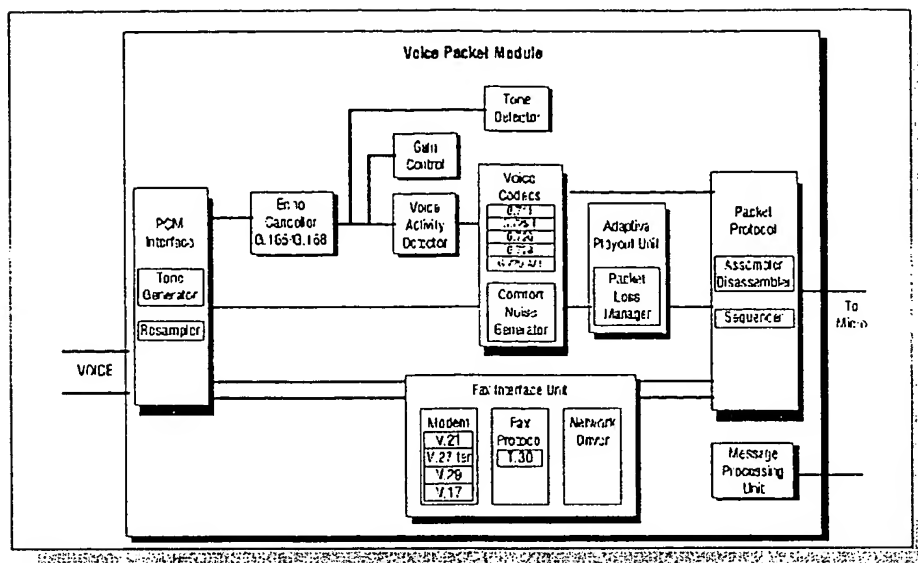 Voice Packet Module
Tone
Detector
Gain
Control
Voice
Codecs
G.711
PCM
Interface
Echo
Canceller
G.165/G.168
Voice
Activity
Detector
Adaptive
Playout Unit
Packet
Protocol
Tone
Generator
Resampler
Comfort
Noise
Generator
Packet
Loss
Manager
Assembler
Disassembler
Sequencer
To
Micro
VOICE
Fax Interface Unit
Modem
V.21
V.27 ter
V.29
V.17
Fax
Protocol
T.30
Network
Driver
Message
Processing
Unit